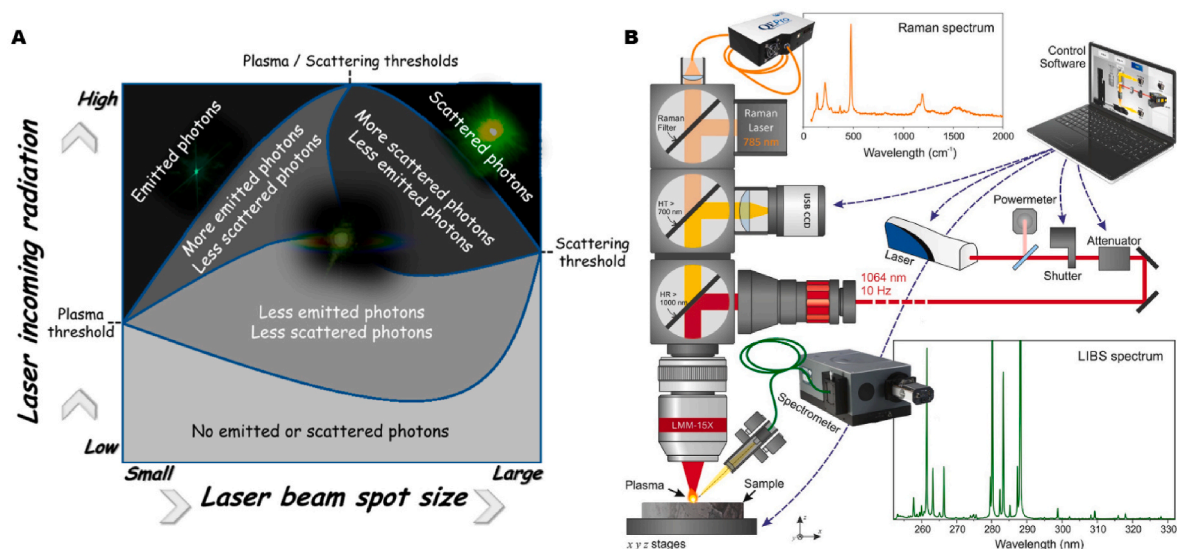 A
Plasma / Scattering thresholds
High
Emitted photons
More emitted photons
Less scattered photons
More scattered photons
Less emitted photons
Scattered photons
Scattering
threshold
Plasma
threshold
Less emitted photons
Less scattered photons
No emitted or scattered photons
Low
Laser incoming radiation
Small
Large
Laser beam spot size
B
QEPro
Raman spectrum
0
500
1000
1500
2000
Wavelength (cm⁻¹)
Control
Software
Raman
Filter
Raman
Laser
785 nm
HT >
700 nm
USB CCD
Powermeter
Laser
Shutter
Attenuator
HR >
1000 nm
1064 nm
10 Hz
LMM-15X
Spectrometer
Plasma
Sample
x y z stages
z
y
x
LIBS spectrum
260
270
280
290
300
310
320
330
Wavelength (nm)